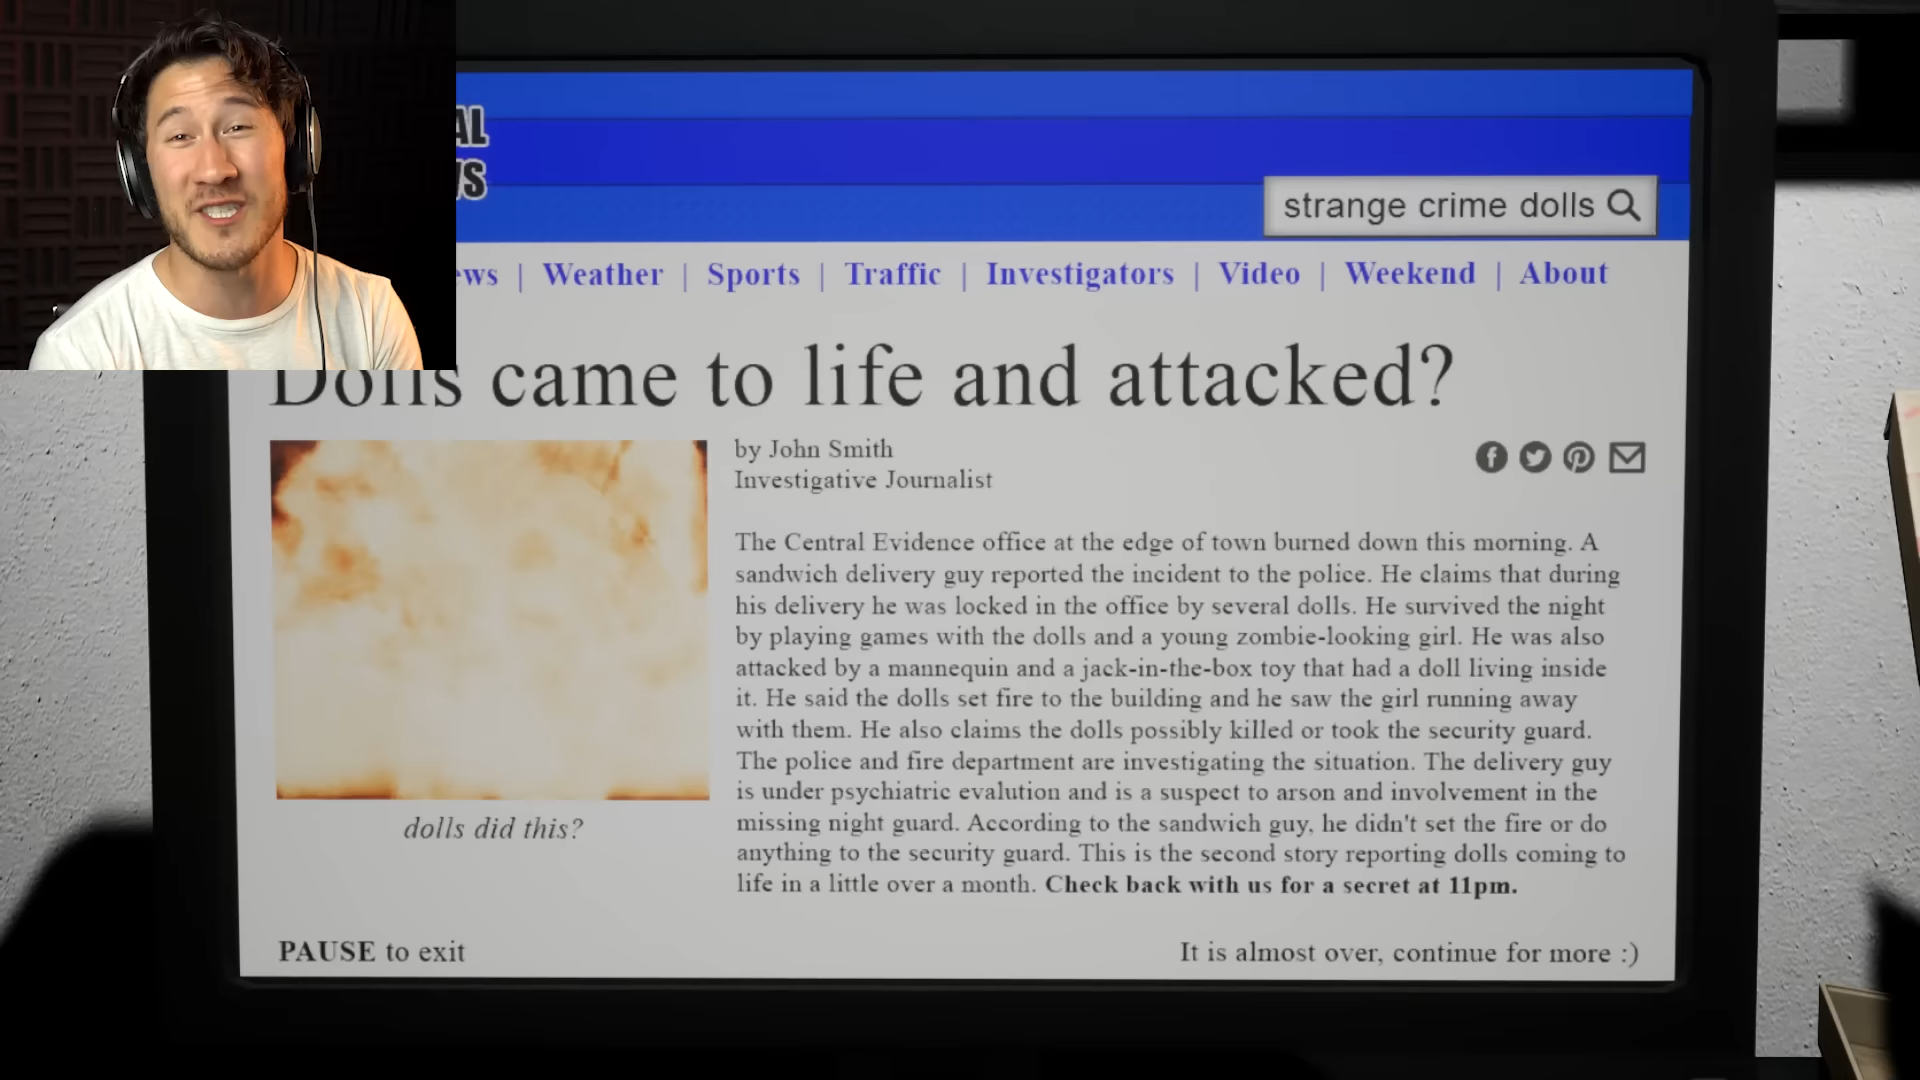 strange crime dolls
Weather | Sports | Traffic | Investigators | Video | Weekend | About
Dolls came to life and attacked?
by John Smith
Investigative Journalist
The Central Evidence office at the edge of town burned down this morning. A
sandwich delivery guy reported the incident to the police. He claims that during
his delivery he was locked in the office by several dolls. He survived the night
by playing games with the dolls and a young zombie-looking girl. He was also
attacked by a mannequin and a jack-in-the-box toy that had a doll living inside
it. He said the dolls set fire to the building and he saw the girl running away
with them. He also claims the dolls possibly killed or took the security guard.
The police and fire department are investigating the situation. The delivery guy
is under psychiatric evalution and is a suspect to arson and involvement in the
missing night guard. According to the sandwich guy, he didn't set the fire or do
anything to the security guard. This is the second story reporting dolls coming to
life in a little over a month. Check back with us for a secret at 11pm.
dolls did this?
PAUSE to exit
It is almost over, continue for more :)